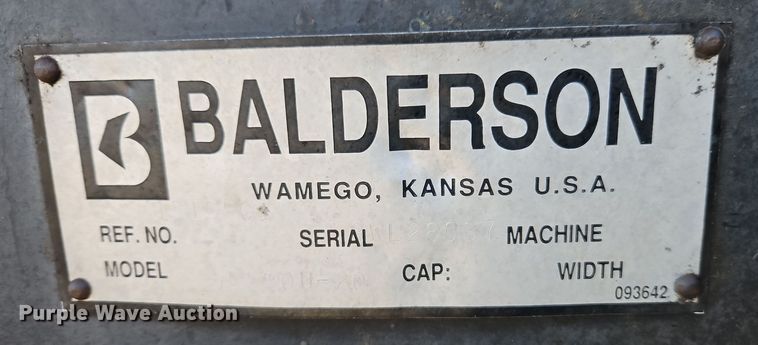 B BALDERSON
WAMEGO, KANSAS U.S.A.
REF. NO. SERIAL MACHINE
MODEL CAP: WIDTH
093642
Purple Wave Auction